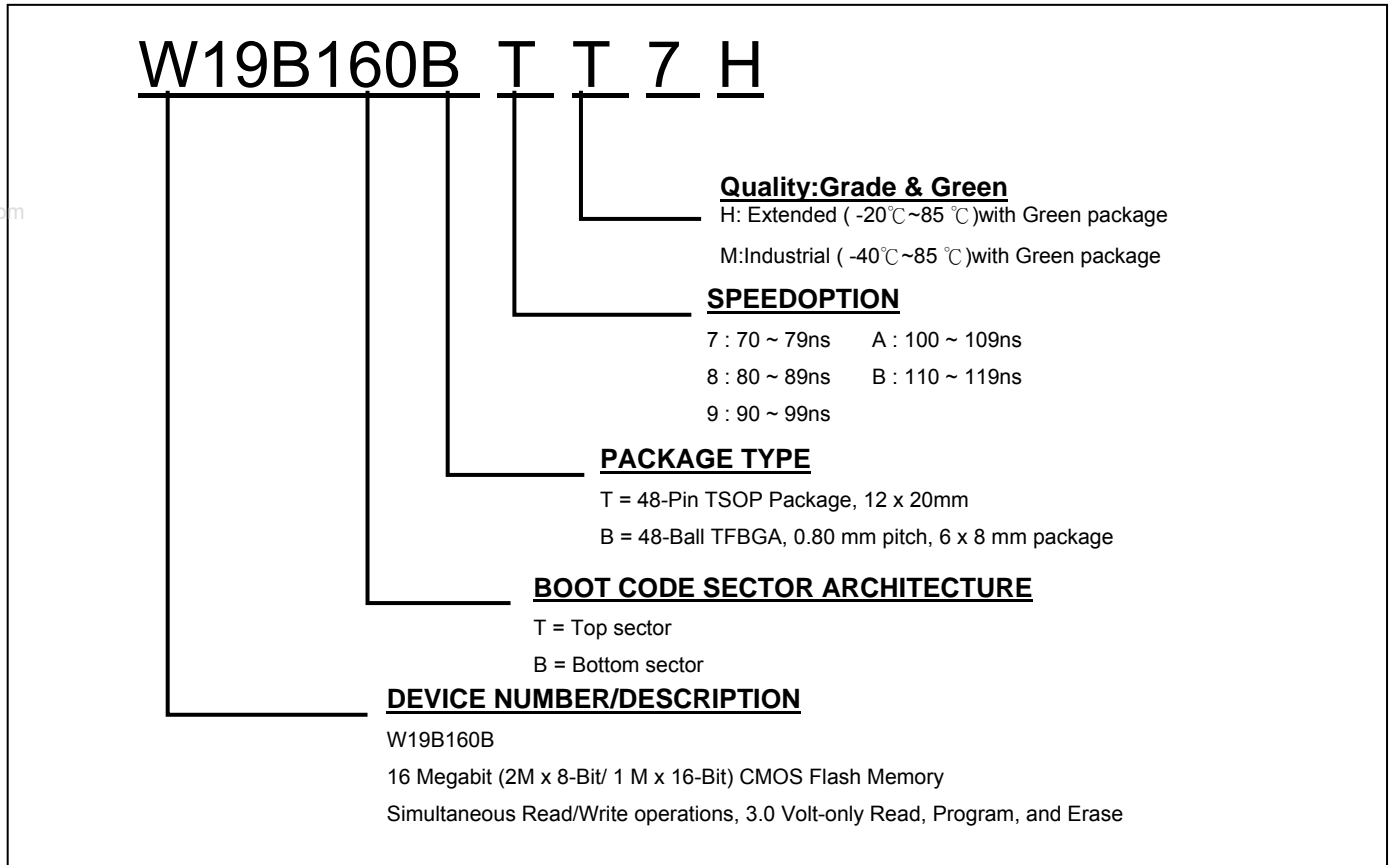 W19B160B T T 7 H
om
Quality:Grade & Green
H: Extended ( -20℃~85 ℃)with Green package
M:Industrial ( -40℃~85 ℃)with Green package
SPEEDOPTION
7 : 70 ~ 79ns A : 100 ~ 109ns
8 : 80 ~ 89ns B : 110 ~ 119ns
9 : 90 ~ 99ns
PACKAGE TYPE
T = 48-Pin TSOP Package, 12 x 20mm
B = 48-Ball TFBGA, 0.80 mm pitch, 6 x 8 mm package
BOOT CODE SECTOR ARCHITECTURE
T = Top sector
B = Bottom sector
DEVICE NUMBER/DESCRIPTION
W19B160B
16 Megabit (2M x 8-Bit/ 1 M x 16-Bit) CMOS Flash Memory
Simultaneous Read/Write operations, 3.0 Volt-only Read, Program, and Erase